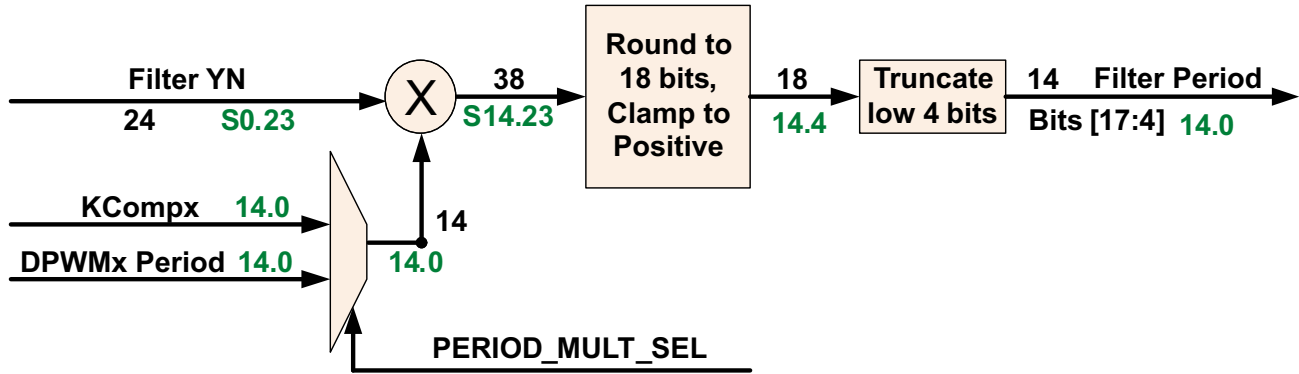 Filter YN
24 S0.23
X
38
S14.23
Round to
18 bits,
Clamp to
Positive
18
14.4
Truncate
low 4 bits
14 Filter Period
Bits [17:4] 14.0
KCompx 14.0
DPWMx Period 14.0
14
14.0
PERIOD_MULT_SEL